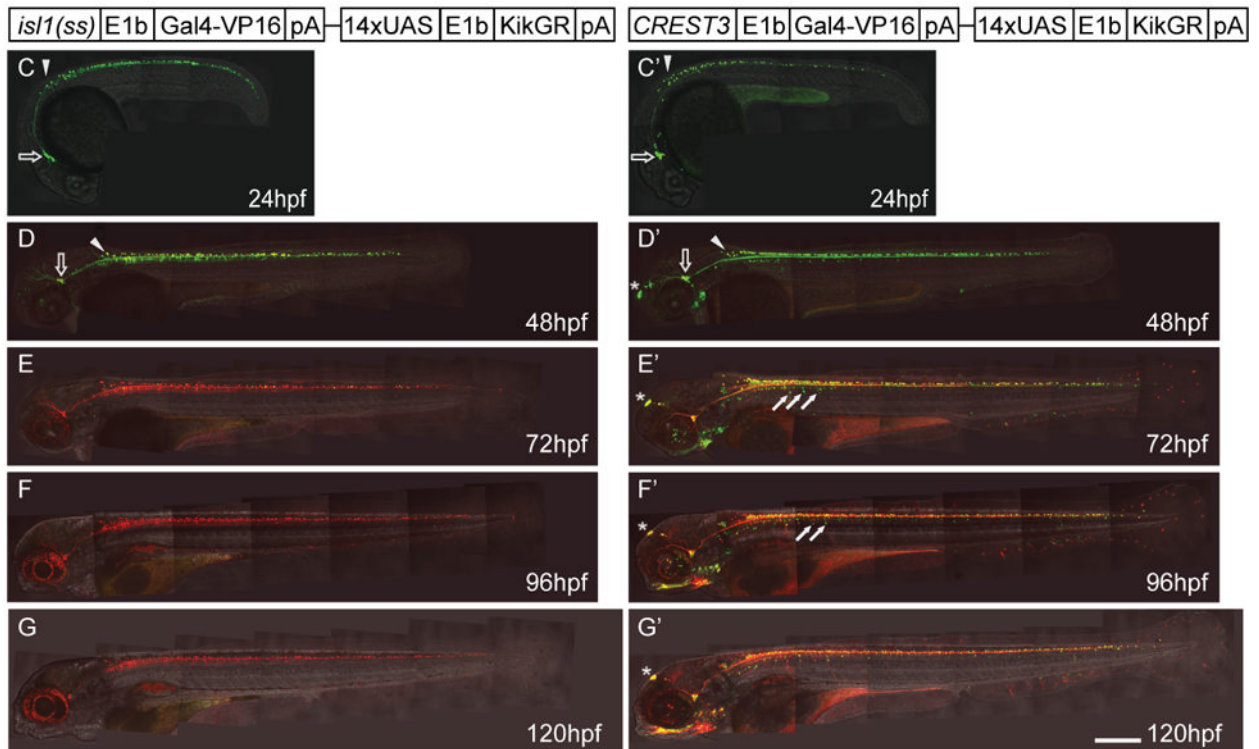 isl1(ss) E1b Gal4-VP16 pA 14xUAS E1b KikGR pA
CREST3 E1b Gal4-VP16 pA 14xUAS E1b KikGR pA
C
24hpf
C'
24hpf
D
48hpf
D'
*
48hpf
E
72hpf
E'
*
72hpf
F
96hpf
F'
*
96hpf
G
120hpf
G'
*
120hpf